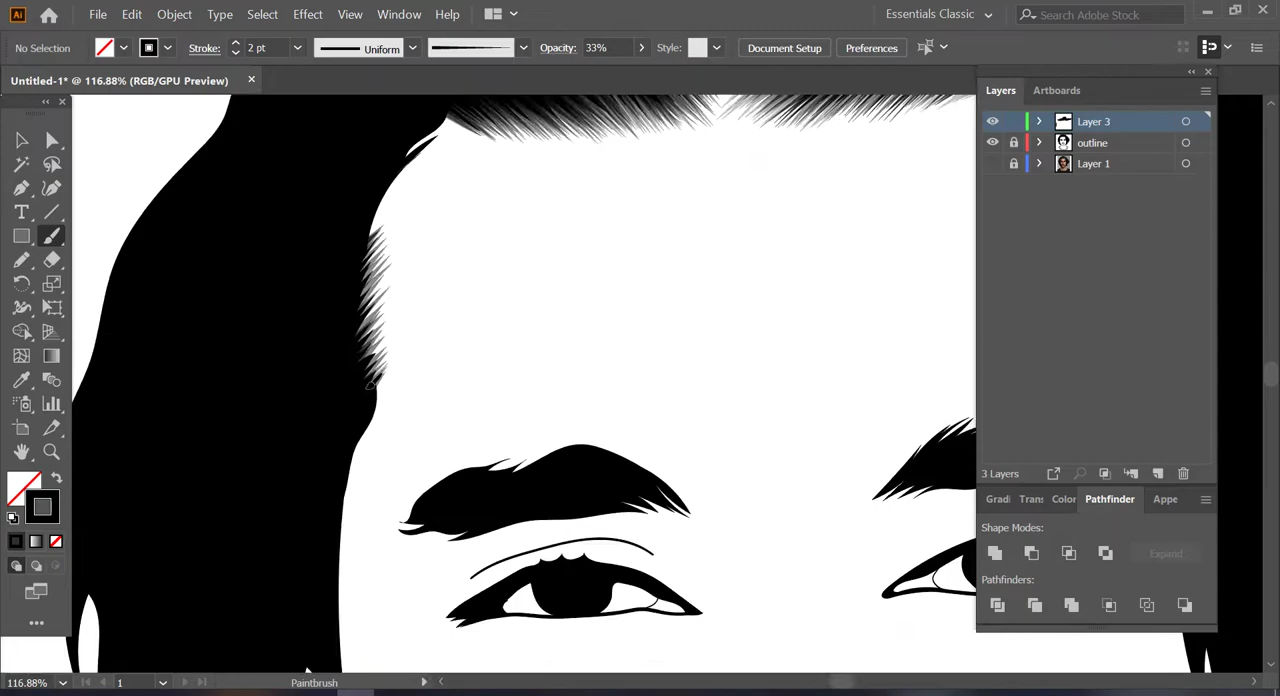 Ai File Edit Object Type Select Effect View Window Help Essentials Classic Search Adobe Stock
No Selection Stroke: 2 pt Uniform Opacity: 33% Style: Document Setup Preferences
Untitled-1* @ 116.88% (RGB/GPU Preview)
Layers Artboards
Layer 3
outline
Layer 1
3 Layers
Gradi Trans Color Pathfinder Appe
Shape Modes:
Expand
Pathfinders:
116.88% 1 Paintbrush